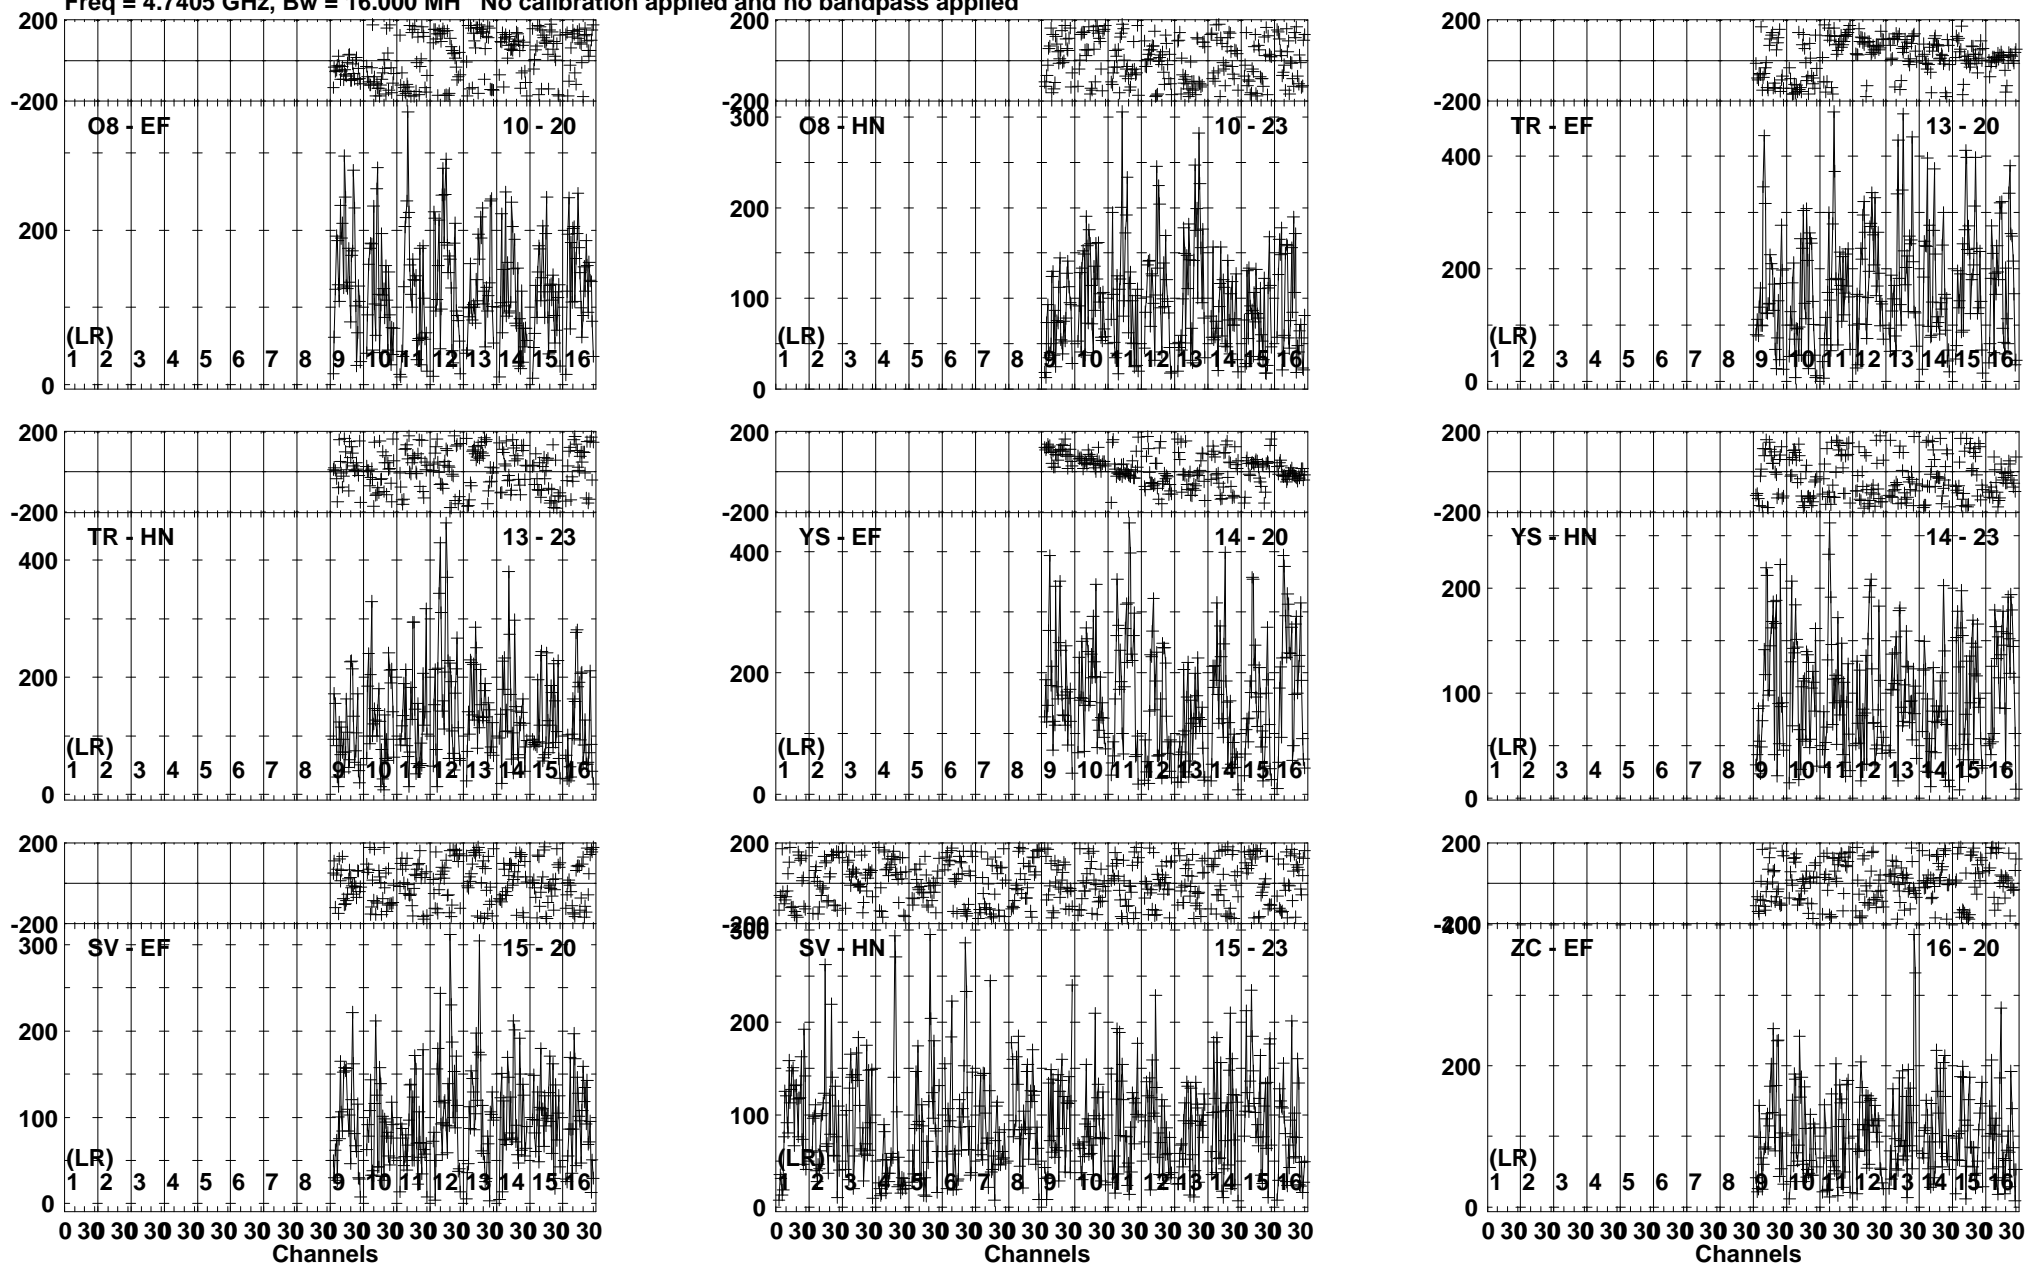 Freq = 4.7405 GHz, Bw = 16.000 MH No calibration applied and no bandpass applied
200
-200
O8 - EF 10 - 20
200
(LR)
1 2 3 4 5 6 7 8 9 10 11 12 13 14 15 16
0
200
-200
300
O8 - HN 10 - 23
200
100
(LR)
1 2 3 4 5 6 7 8 9 10 11 12 13 14 15 16
0
200
-200
TR - EF 13 - 20
400
200
(LR)
1 2 3 4 5 6 7 8 9 10 11 12 13 14 15 16
0
200
-200
TR - HN 13 - 23
400
200
(LR)
1 2 3 4 5 6 7 8 9 10 11 12 13 14 15 16
0
200
-200
YS - EF 14 - 20
400
200
(LR)
1 2 3 4 5 6 7 8 9 10 11 12 13 14 15 16
0
200
-200
YS - HN 14 - 23
200
100
(LR)
1 2 3 4 5 6 7 8 9 10 11 12 13 14 15 16
0
200
-200
300
SV - EF 15 - 20
200
100
(LR)
1 2 3 4 5 6 7 8 9 10 11 12 13 14 15 16
0
0 30 0 30 0 30 0 30 0 30 0 30 0 30 0 30 0 30 0 30 0 30 0 30 0 30 0 30 0 30 0 30
Channels
200
-200
300
SV - HN 15 - 23
200
100
(LR)
1 2 3 4 5 6 7 8 9 10 11 12 13 14 15 16
0
0 30 0 30 0 30 0 30 0 30 0 30 0 30 0 30 0 30 0 30 0 30 0 30 0 30 0 30 0 30 0 30
Channels
200
-200
400
ZC - EF 16 - 20
200
(LR)
1 2 3 4 5 6 7 8 9 10 11 12 13 14 15 16
0
0 30 0 30 0 30 0 30 0 30 0 30 0 30 0 30 0 30 0 30 0 30 0 30 0 30 0 30 0 30 0 30
Channels